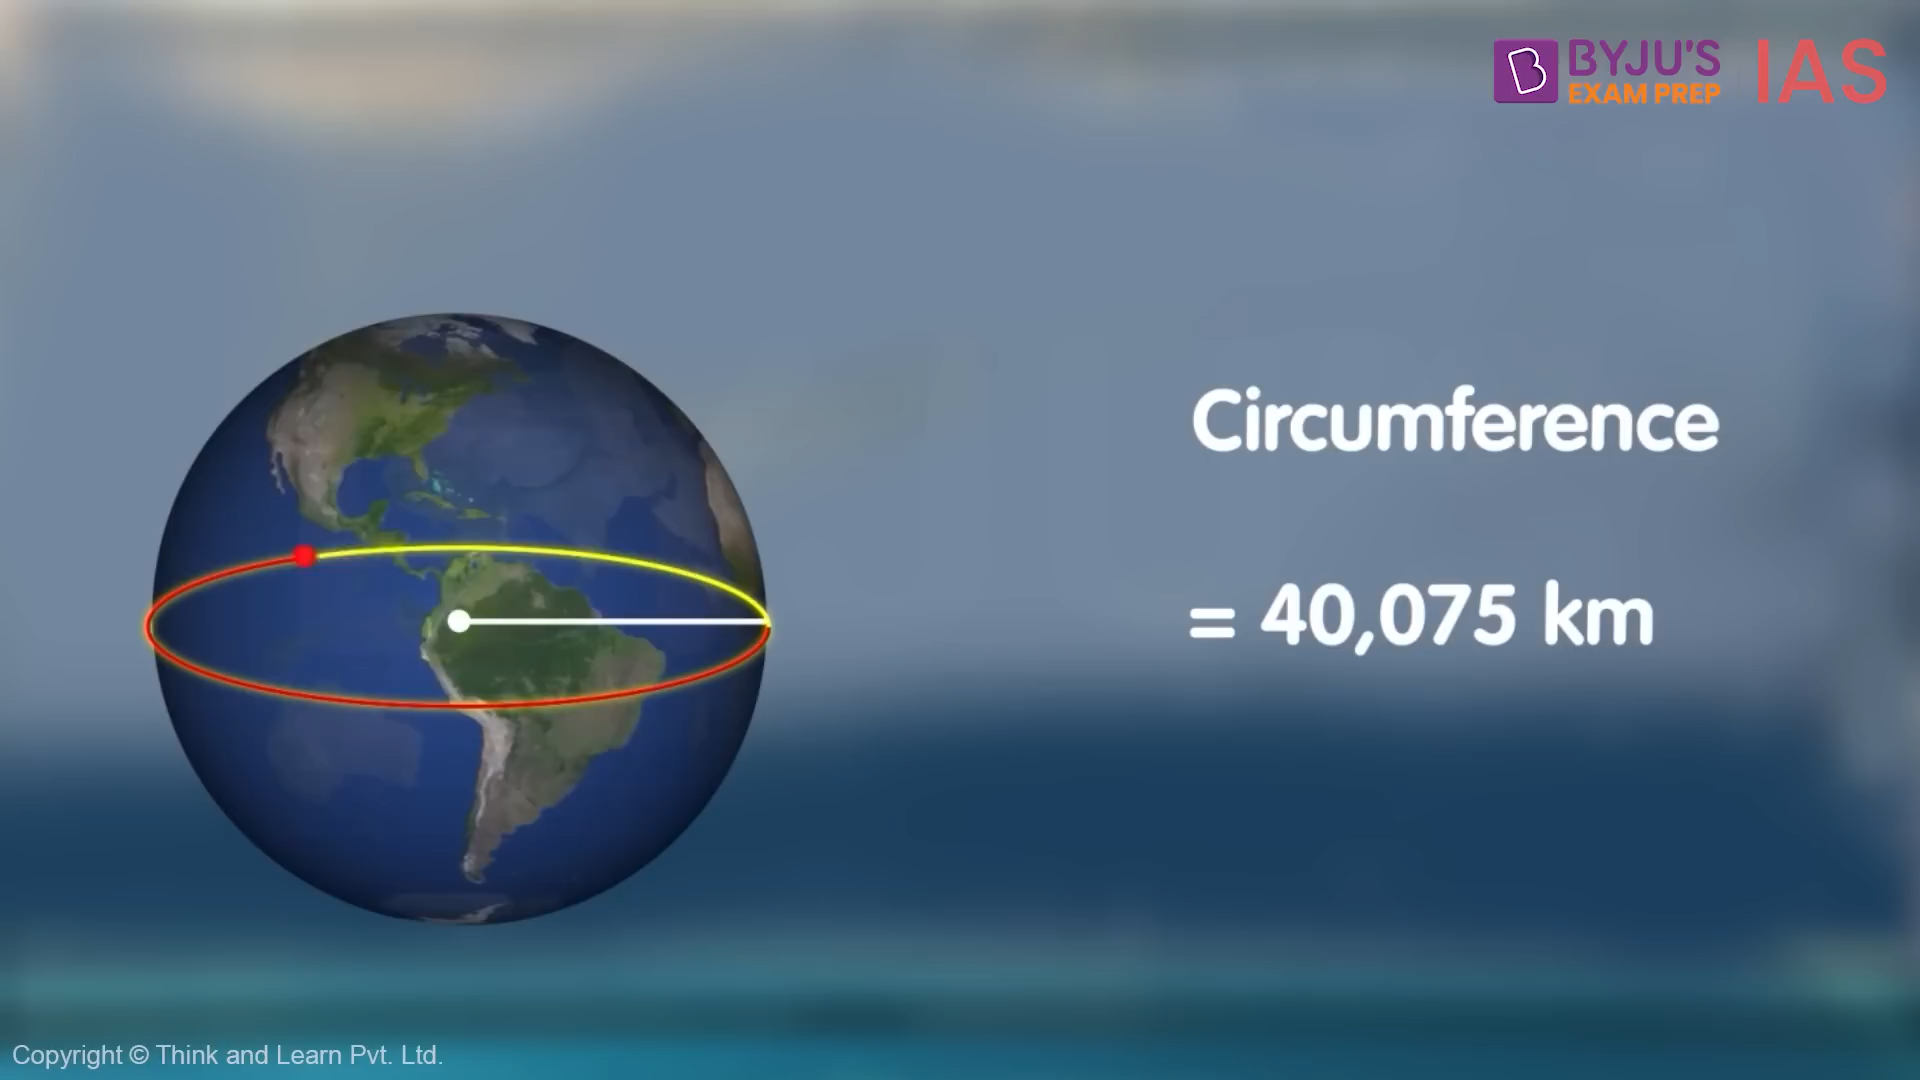 BYJU'S
EXAM PREP
IAS
Circumference
= 40,075 km
Copyright © Think and Learn Pvt. Ltd.